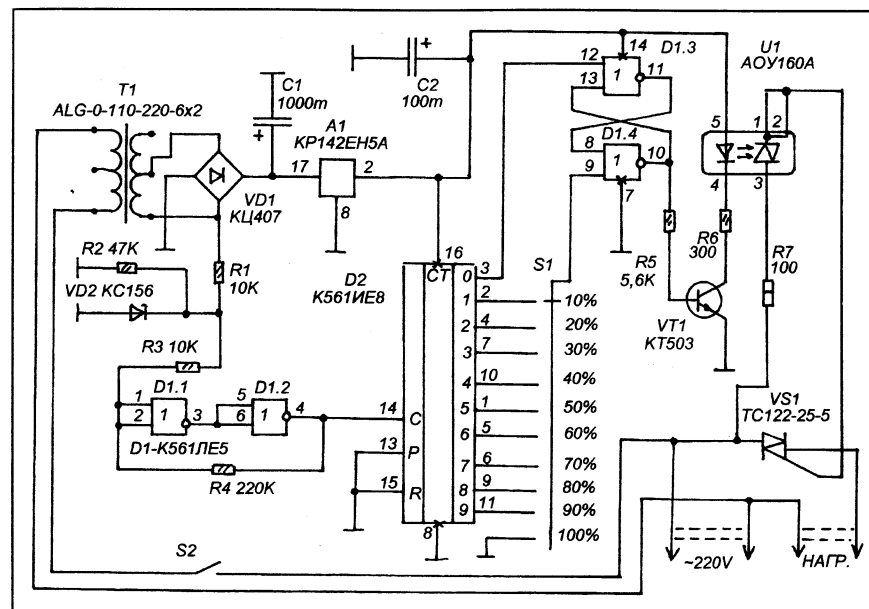 T1
ALG-0-110-220-6x2
C1
1000m
C2
100m
A1
КР142ЕН5А
17
2
8
VD1
КЦ407
R2 47K
VD2 КС156
R1
10K
R3 10K
D1.1
D1.2
1
2
1
3
5
6
1
4
D1-К561ЛЕ5
R4 220K
S2
D2
К561ИЕ8
16
CT
14
C
13
P
15
R
8
0
3
1
2
2
4
3
7
4
10
5
1
6
5
7
6
8
9
9
11
S1
10%
20%
30%
40%
50%
60%
70%
80%
90%
100%
D1.3
14
12
13
1
11
D1.4
8
9
1
10
7
U1
АОУ160А
5
1
2
4
3
R5
5,6K
R6
300
R7
100
VT1
КТ503
VS1
ТС122-25-5
~220V
НАГР.